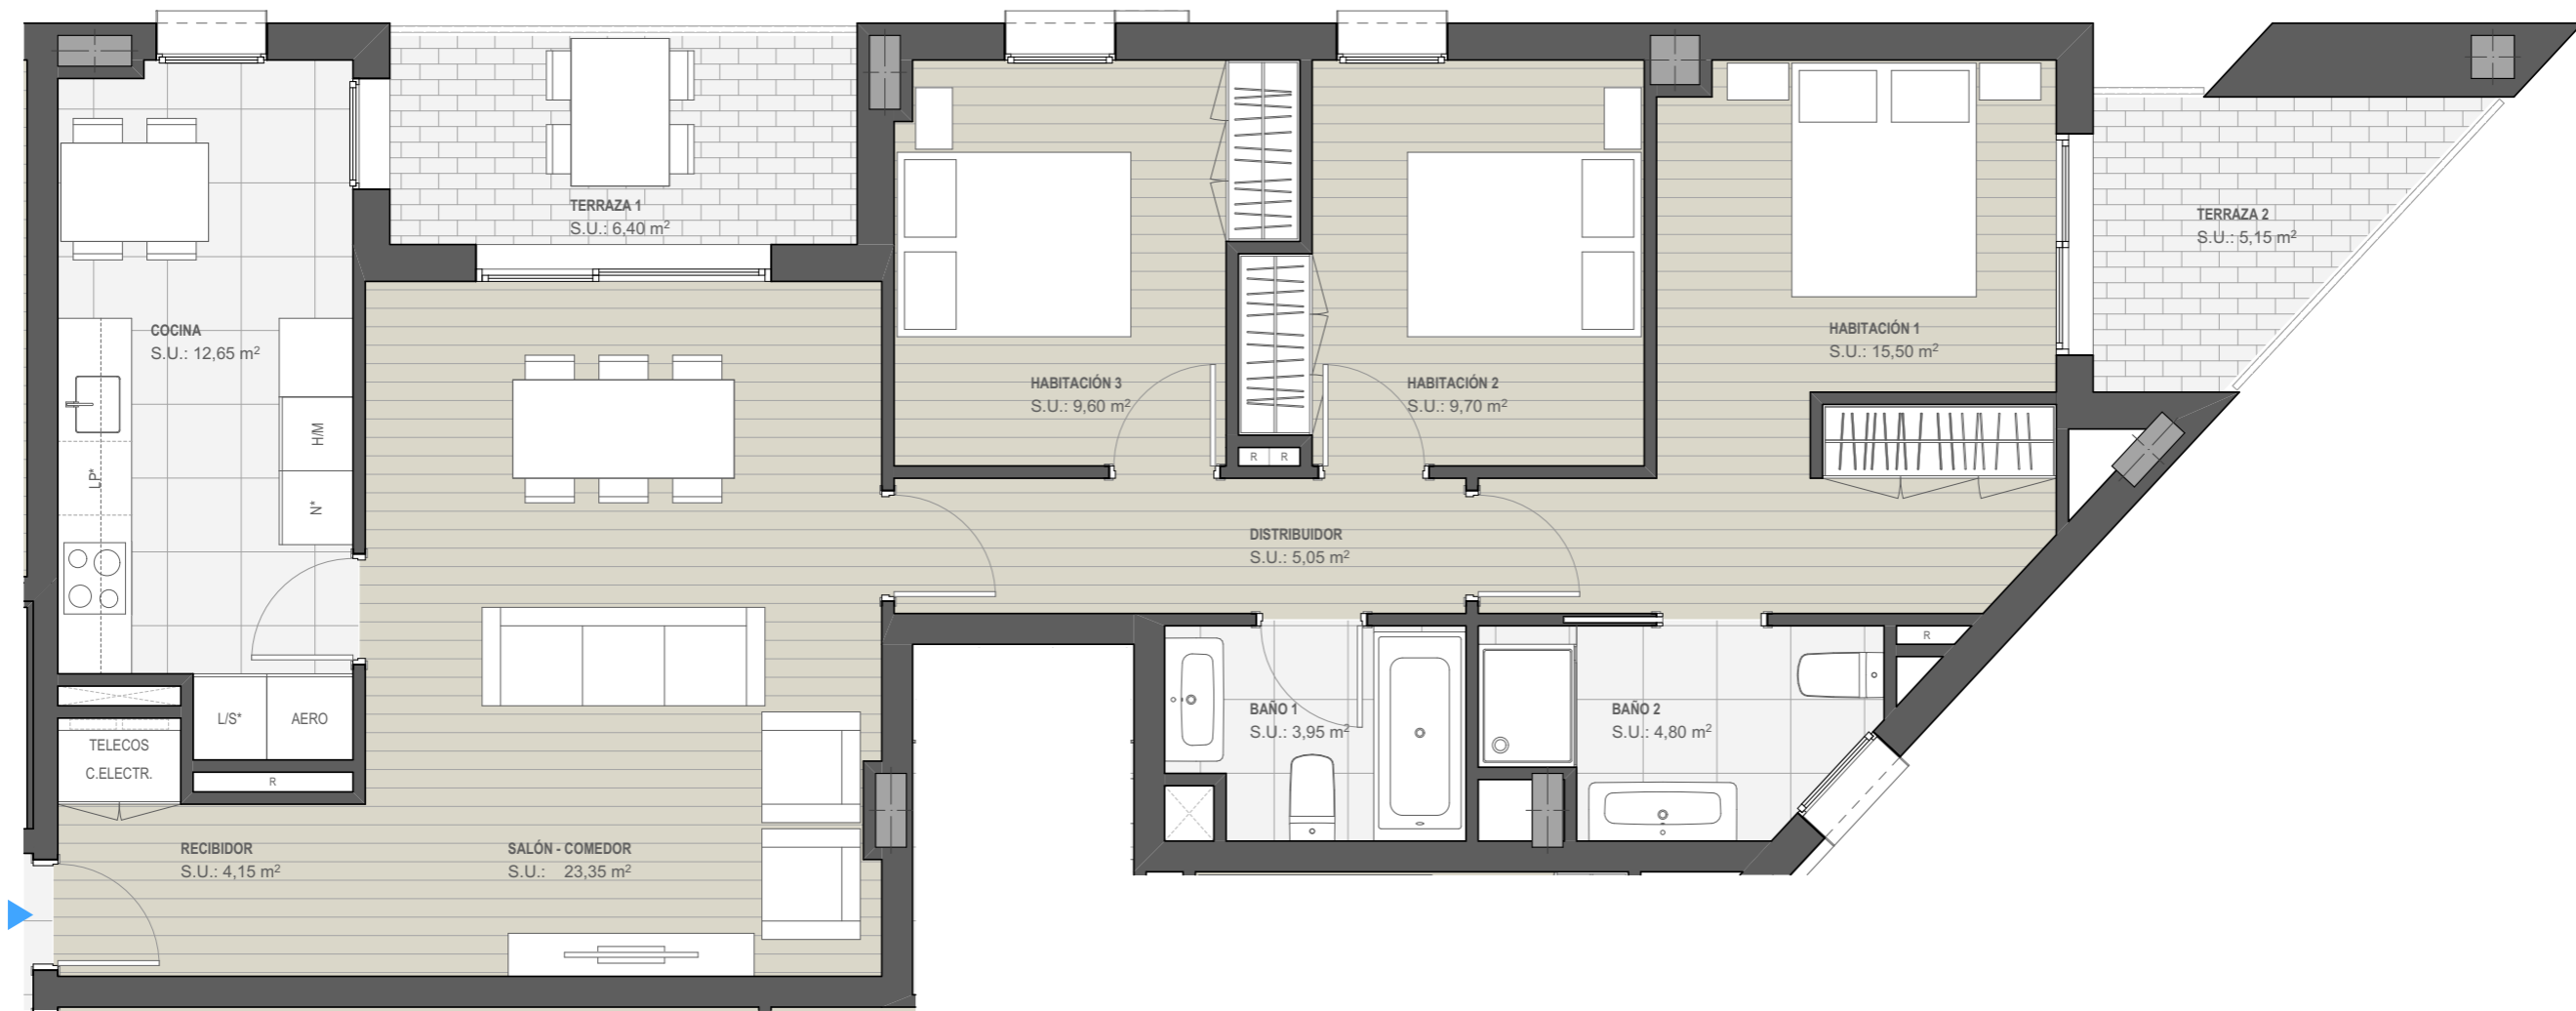 TERRAZA 1
S.U.: 6,40 m²
TERRAZA 2
S.U.: 5,15 m²
COCINA
S.U.: 12,65 m²
HABITACIÓN 1
S.U.: 15,50 m²
HABITACIÓN 3
S.U.: 9,60 m²
HABITACIÓN 2
S.U.: 9,70 m²
H/M
LP*
N*
R R
DISTRIBUIDOR
S.U.: 5,05 m²
R
L/S*
AERO
BAÑO 1
S.U.: 3,95 m²
BAÑO 2
S.U.: 4,80 m²
TELECOS
C.ELECTR.
R
RECIBIDOR
S.U.: 4,15 m²
SALÓN - COMEDOR
S.U.: 23,35 m²